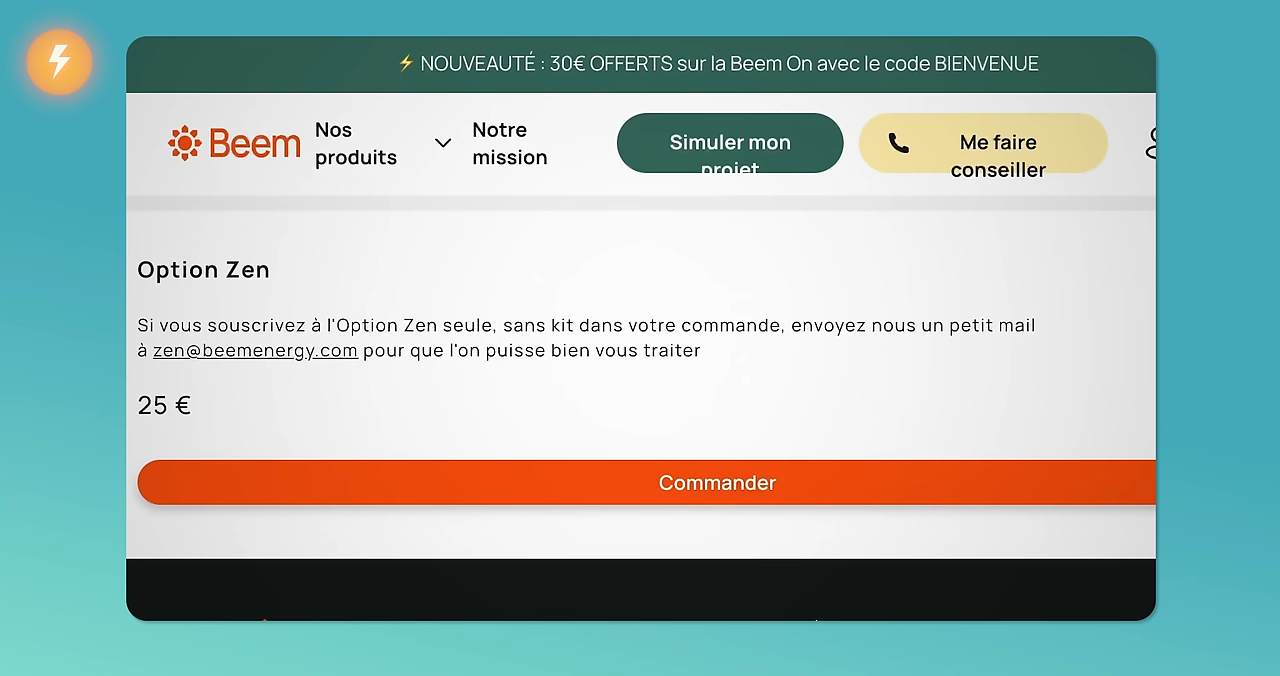 ⚡ NOUVEAUTÉ : 30€ OFFERTS sur la Beem On avec le code BIENVENUE
Beem
Nos
produits
Notre
mission
Simuler mon
projet
Me faire
conseiller
Option Zen
Si vous souscrivez à l'Option Zen seule, sans kit dans votre commande, envoyez nous un petit mail
à zen@beemenergy.com pour que l'on puisse bien vous traiter
25 €
Commander